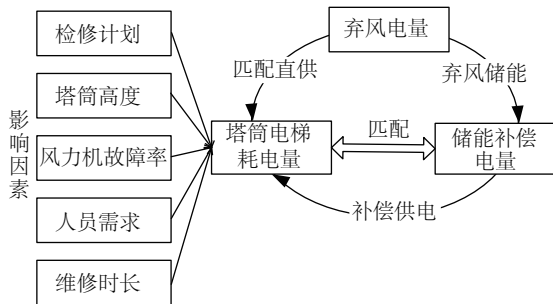 影响因素
检修计划
塔筒高度
风力机故障率
人员需求
维修时长
弃风电量
匹配直供
弃风储能
塔筒电梯
耗电量
匹配
储能补偿
电量
补偿供电